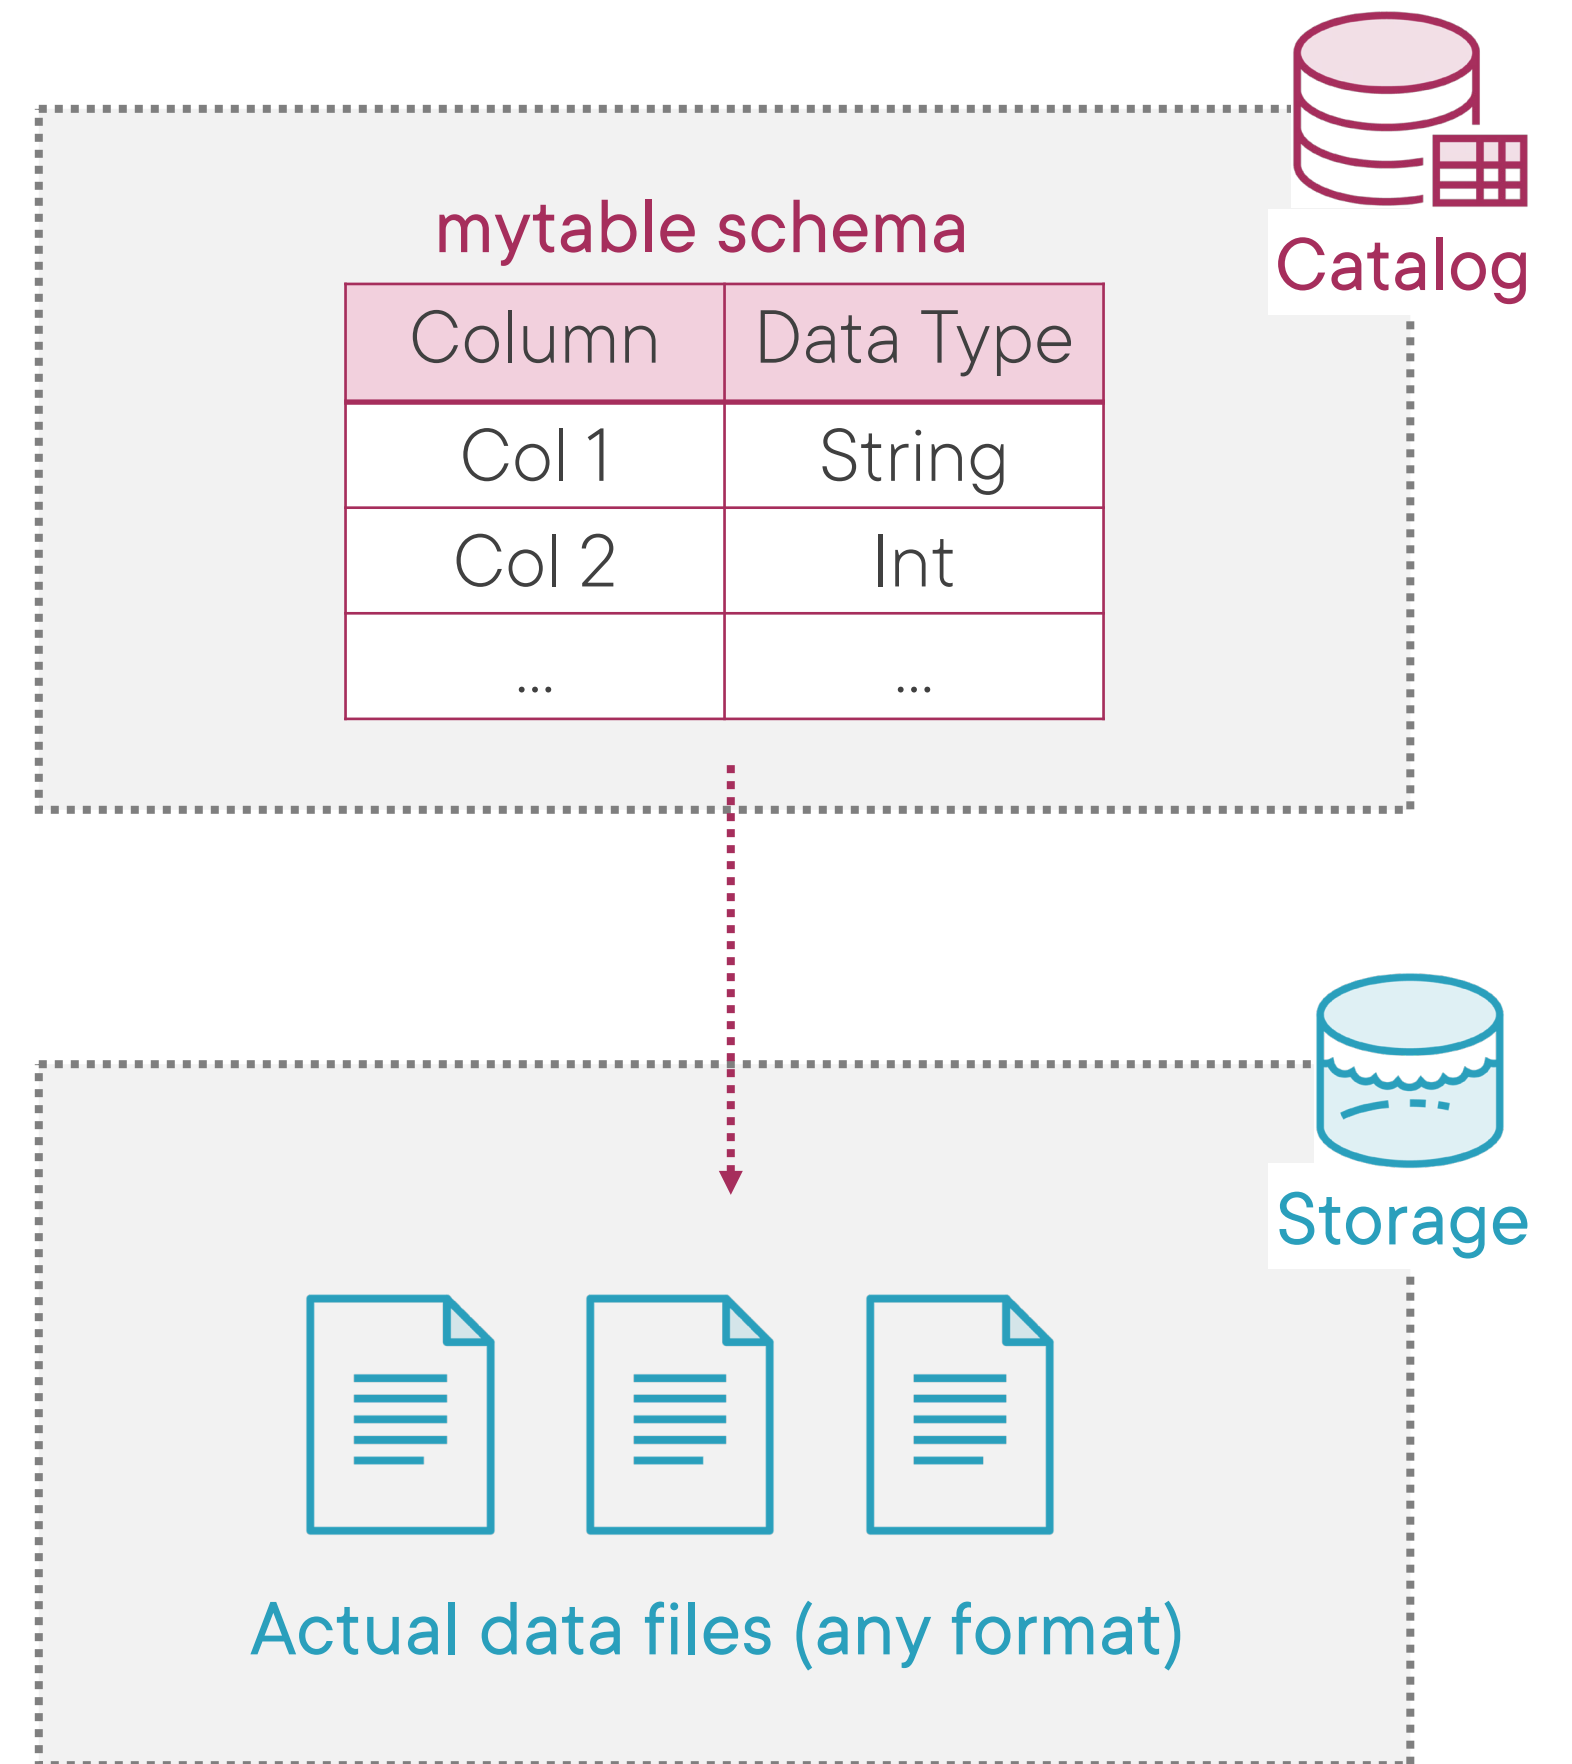 Catalog
mytable schema
Column Data Type
Col 1 String
Col 2 Int
... ...
Storage
Actual data files (any format)